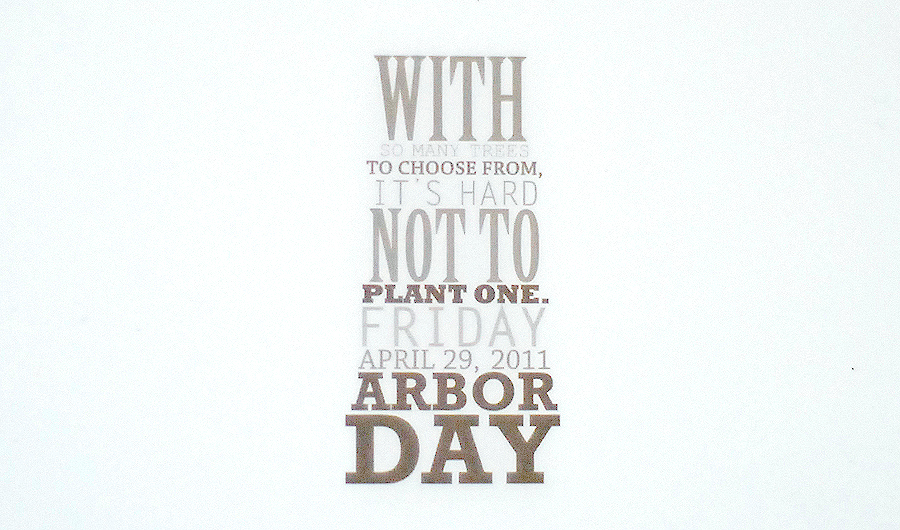 WITH
SO MANY TREES
TO CHOOSE FROM,
IT'S HARD
NOT TO
PLANT ONE.
FRIDAY
APRIL 29, 2011
ARBOR
DAY